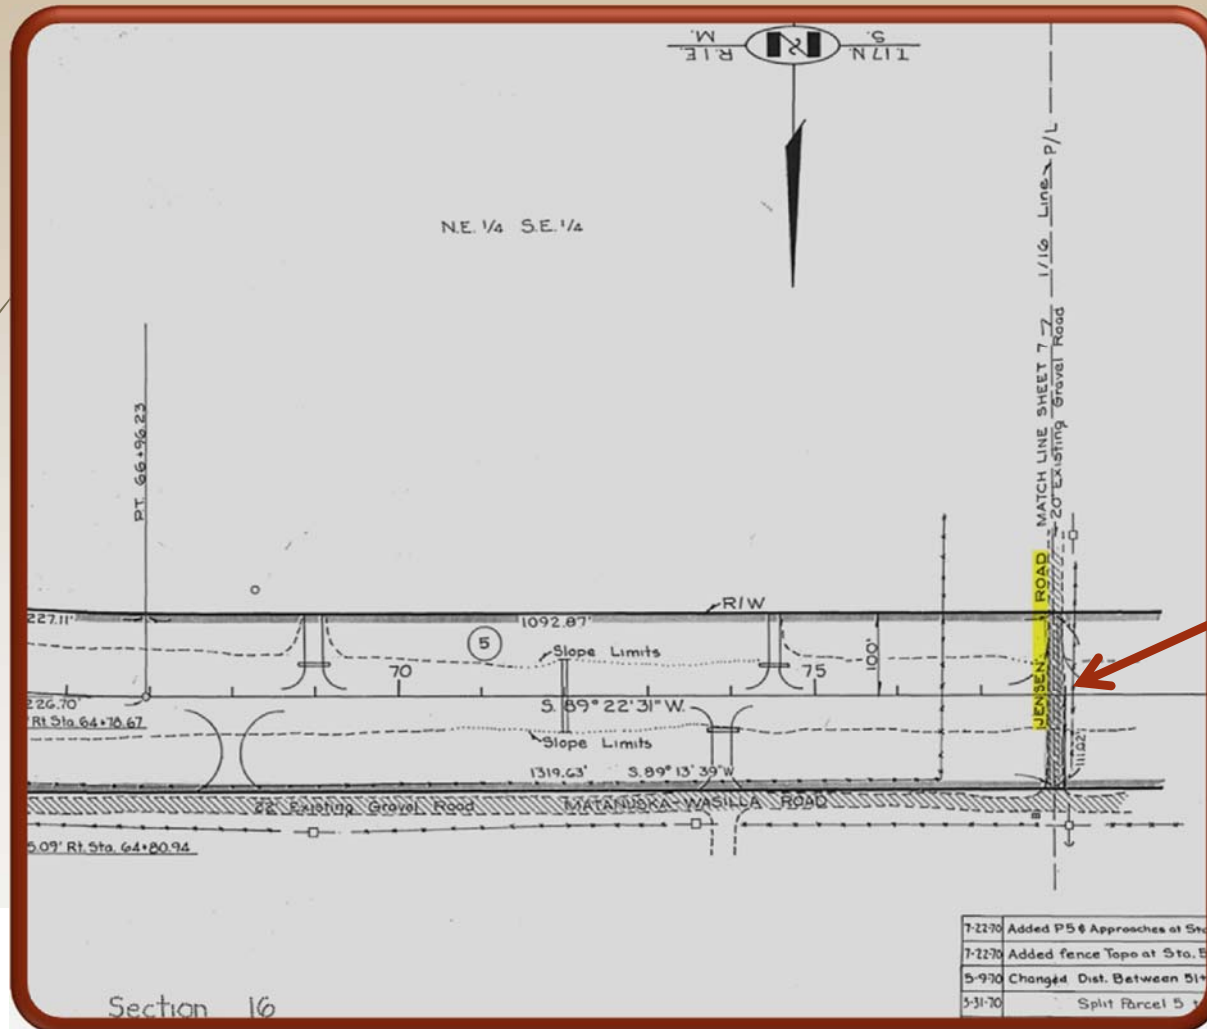 R.1E.
M.
N
T.17N.
S.
N.E. 1/4 S.E. 1/4
1/16 Line P/L
MATCH LINE SHEET 7
20' Existing Gravel Road
P.T. 66+96.23
JENSEN ROAD
R/W
227.11'
1092.87'
5
Slope Limits
70
75
100'
226.70'
S. 89° 22' 31" W.
Rt. Sta. 64+78.67
Slope Limits
1319.63' S. 89° 13' 39" W
111.02'
22' Existing Gravel Road MATANUSKA-WASILLA ROAD
5.09' Rt. Sta. 64+80.94
7-22-70 Added P5 & Approaches at Sta
7-22-70 Added fence Topo at Sta. 5
5-9-70 Changed Dist. Between 51+
3-31-70 Split Parcel 5
Section 16